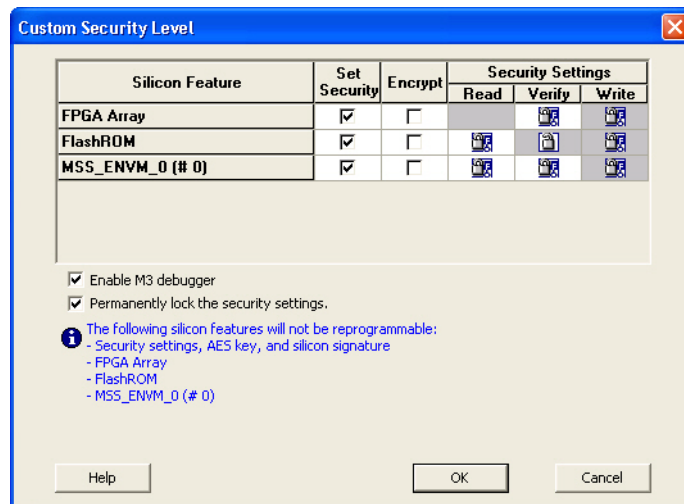 Custom Security Level
Silicon Feature
Set Security
Encrypt
Security Settings
Read
Verify
Write
FPGA Array
FlashROM
MSS_ENVM_0 (# 0)
Enable M3 debugger
Permanently lock the security settings.
The following silicon features will not be reprogrammable:
- Security settings, AES key, and silicon signature
- FPGA Array
- FlashROM
- MSS_ENVM_0 (# 0)
Help
OK
Cancel